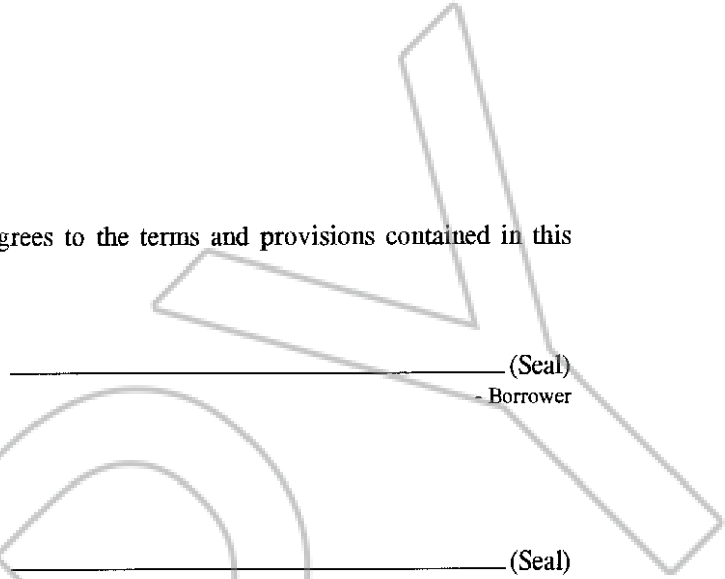 grees to the terms and provisions contained in this
(Seal)
- Borrower
(Seal)